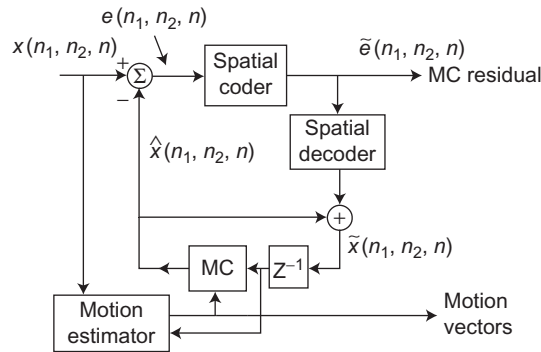 e(n₁, n₂, n)
x(n₁, n₂, n)
+
Σ
−
Spatial
coder
ẽ(n₁, n₂, n)
MC residual
x̂(n₁, n₂, n)
Spatial
decoder
+
x̃(n₁, n₂, n)
MC
Z⁻¹
Motion
estimator
Motion
vectors